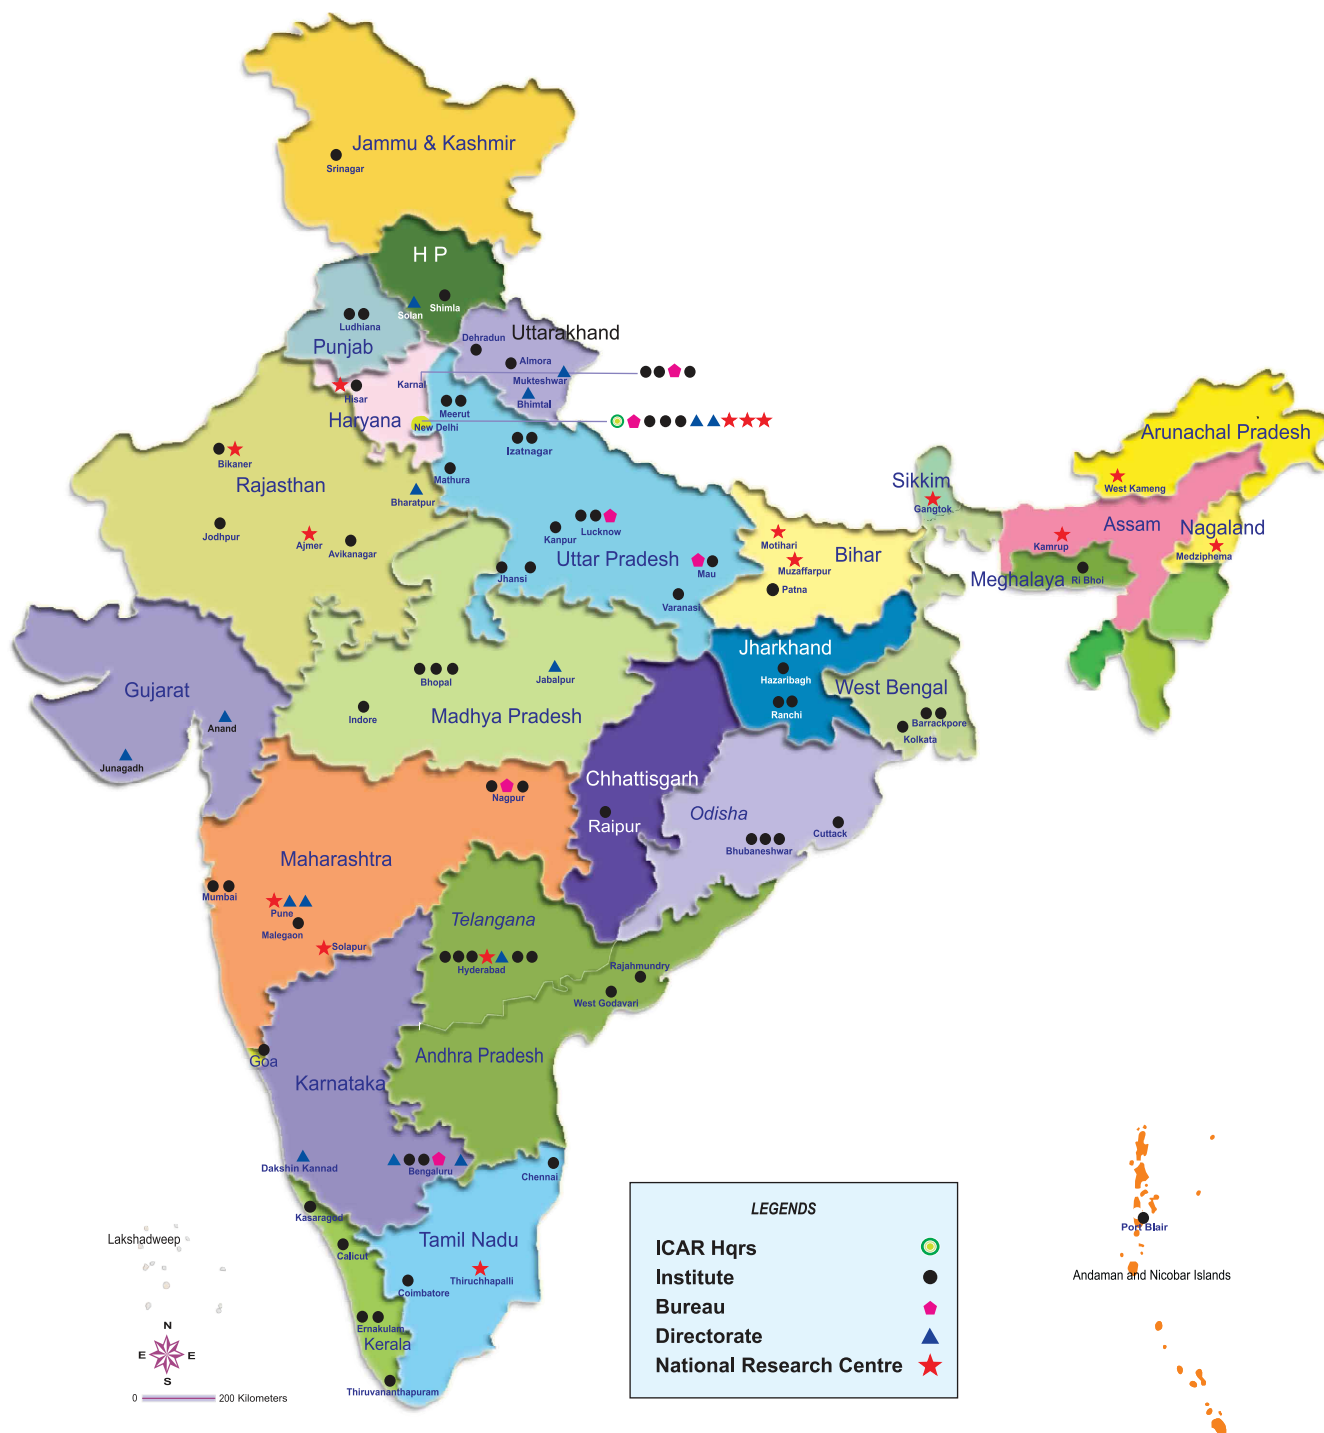 Jammu & Kashmir
Srinagar
H P
Shimla
Solan
Ludhiana
Punjab
Uttarakhand
Dehradun
Almora
Mukteshwar
Bhimtal
Karnal
Hisar
Haryana
Meerut
New Delhi
Izatnagar
Mathura
Bikaner
Rajasthan
Bharatpur
Jodhpur
Ajmer
Avikanagar
Kanpur
Lucknow
Uttar Pradesh
Jhansi
Mau
Varanasi
Motihari
Muzaffarpur
Bihar
Patna
Sikkim
Gangtok
Arunachal Pradesh
West Kameng
Assam
Kamrup
Nagaland
Medziphema
Meghalaya
Ri Bhoi
Jharkhand
Hazaribagh
Ranchi
West Bengal
Barrackpore
Kolkata
Gujarat
Anand
Junagadh
Bhopal
Jabalpur
Indore
Madhya Pradesh
Chhattisgarh
Raipur
Odisha
Cuttack
Bhubaneshwar
Nagpur
Maharashtra
Mumbai
Pune
Malegaon
Solapur
Telangana
Hyderabad
Rajahmundry
West Godavari
Andhra Pradesh
Goa
Karnataka
Dakshin Kannad
Bengaluru
Chennai
Kasaragod
Calicut
Tamil Nadu
Thiruchhapalli
Coimbatore
Ernakulam
Kerala
Thiruvananthapuram
Lakshadweep
N
E E
S
0 200 Kilometers
LEGENDS
ICAR Hqrs
Institute
Bureau
Directorate
National Research Centre
Port Blair
Andaman and Nicobar Islands